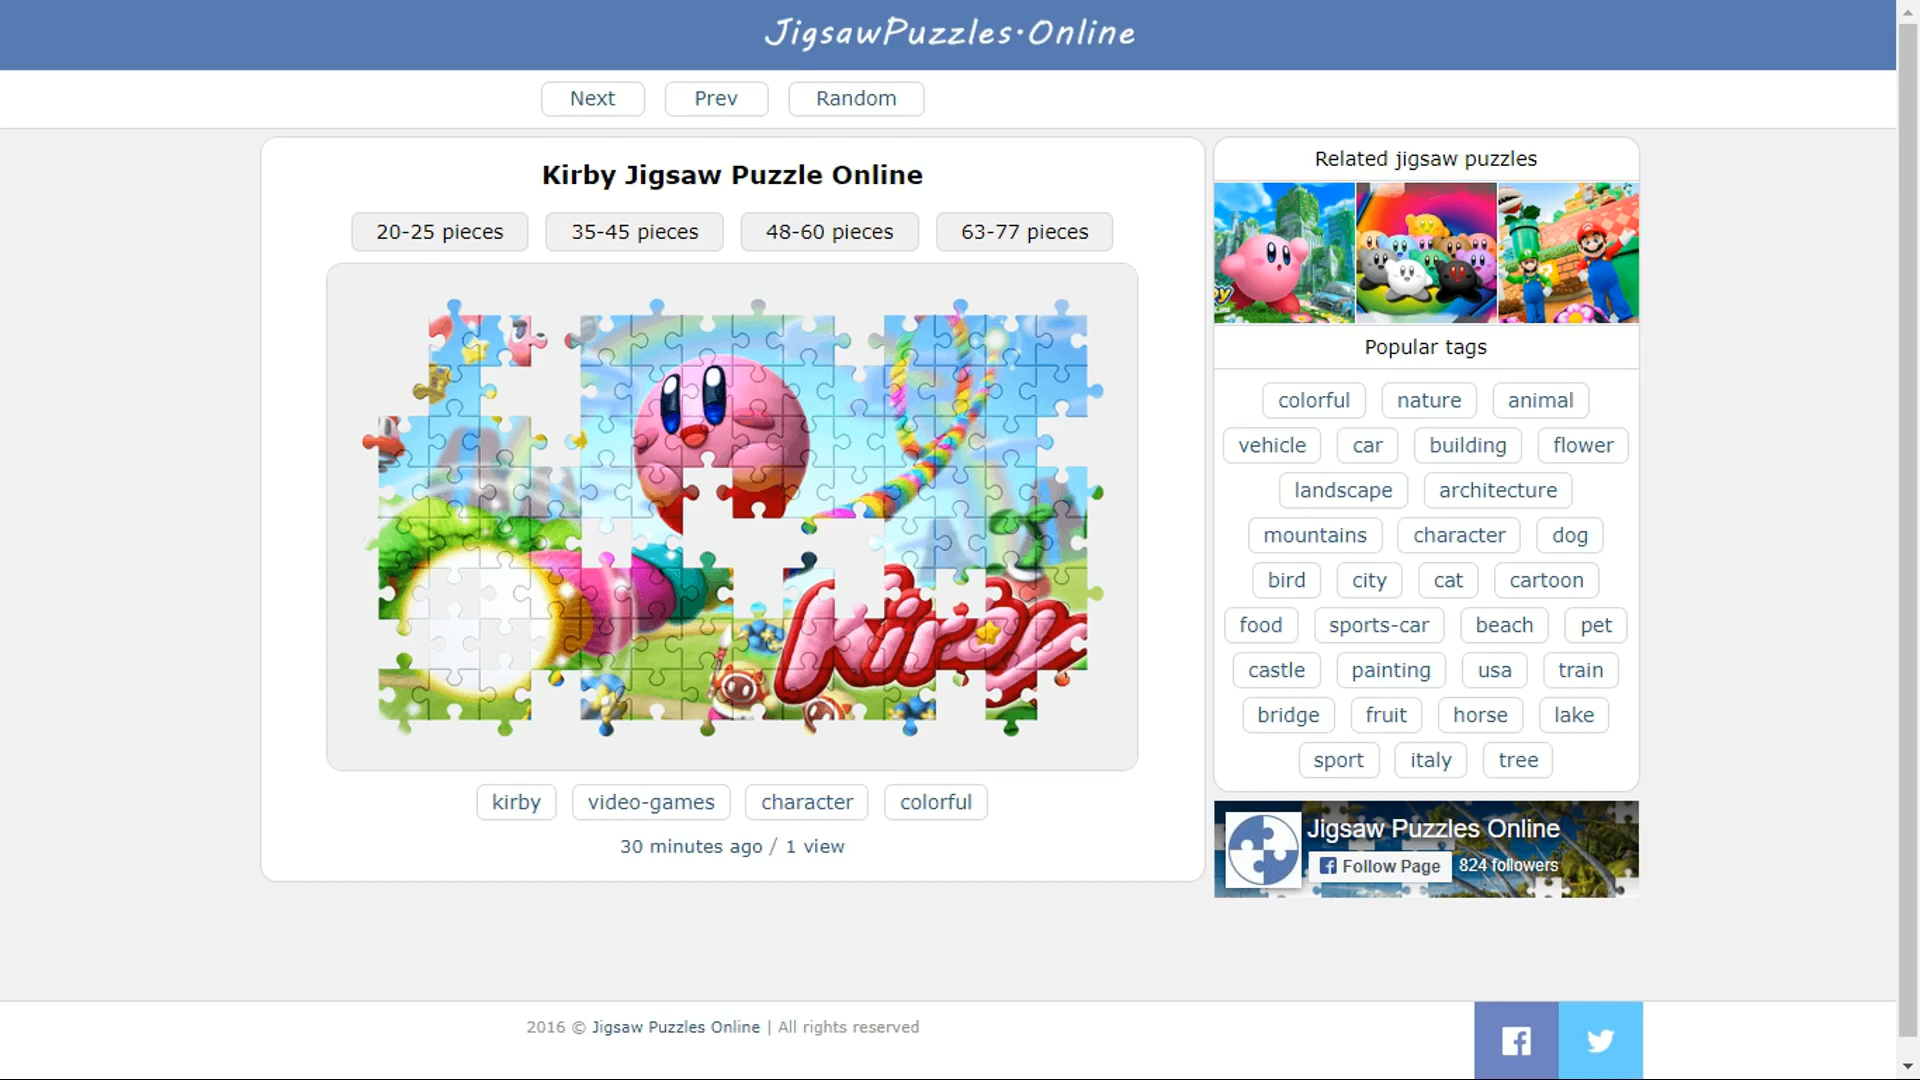 JigsawPuzzles·Online
Next Prev Random
Kirby Jigsaw Puzzle Online
20-25 pieces 35-45 pieces 48-60 pieces 63-77 pieces
Kirby
kirby video-games character colorful
30 minutes ago / 1 view
Related jigsaw puzzles
Popular tags
colorful nature animal
vehicle car building flower
landscape architecture
mountains character dog
bird city cat cartoon
food sports-car beach pet
castle painting usa train
bridge fruit horse lake
sport italy tree
Jigsaw Puzzles Online
Follow Page 824 followers
2016 © Jigsaw Puzzles Online | All rights reserved